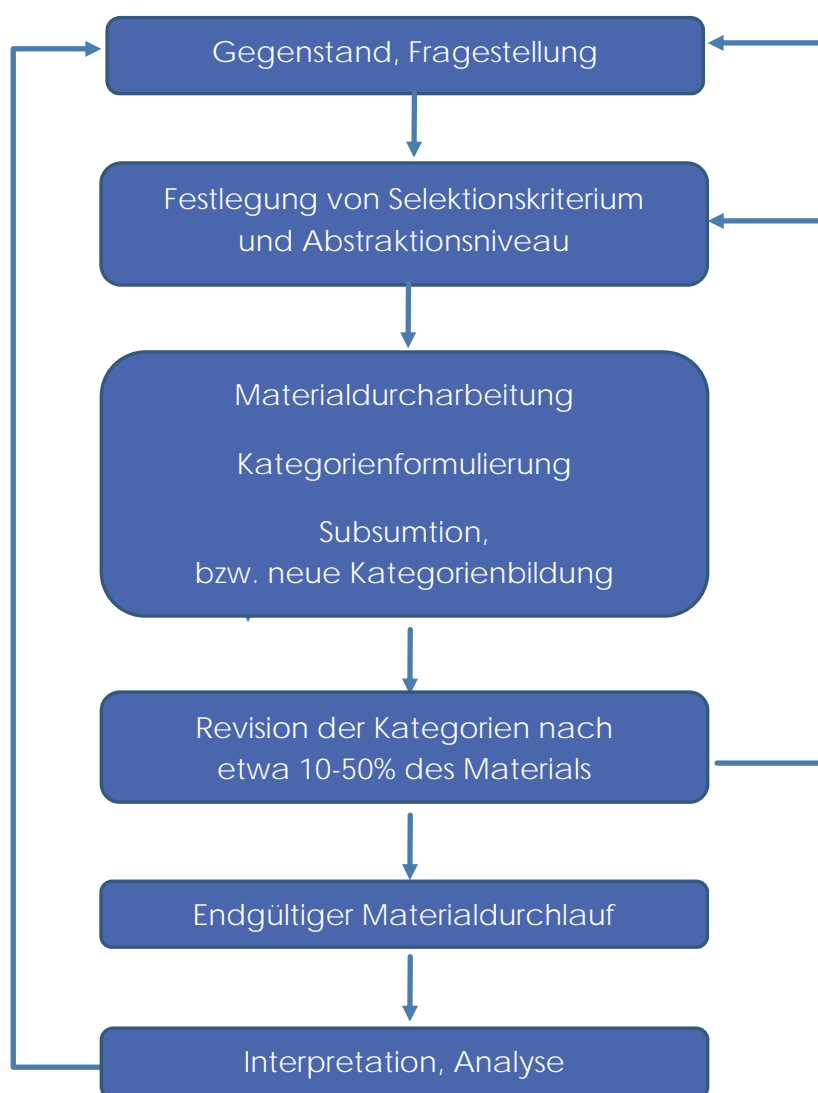 Gegenstand, Fragestellung
Festlegung von Selektionskriterium
und Abstraktionsniveau
Materialdurcharbeitung
Kategorienformulierung
Subsumtion,
bzw. neue Kategorienbildung
Revision der Kategorien nach
etwa 10-50% des Materials
Endgültiger Materialdurchlauf
Interpretation, Analyse